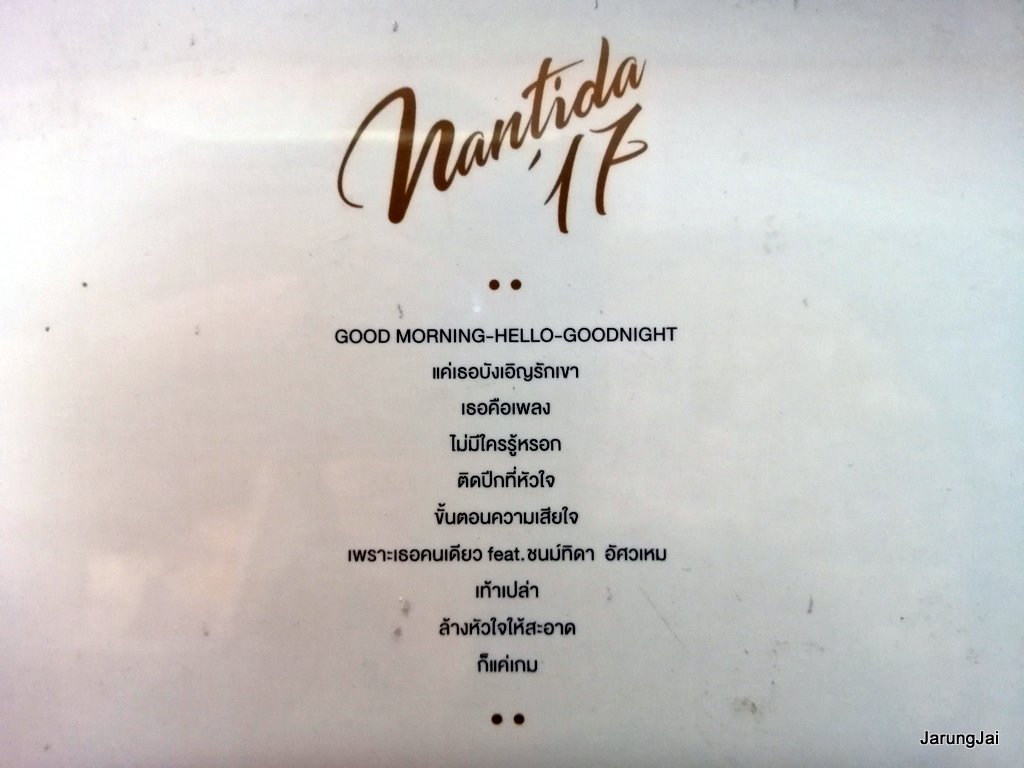 Nantida
'17
GOOD MORNING-HELLO-GOODNIGHT
แค่เธอบังเอิญรักเขา
เธอคือเพลง
ไม่มีใครรู้หรอก
ติดปีกที่หัวใจ
ขั้นตอนความเสียใจ
เพราะเธอคนเดียว feat. ชนม์ทิดา อัศวเหม
เท้าเปล่า
ล้างหัวใจให้สะอาด
ก็แค่เกม
JarungJai